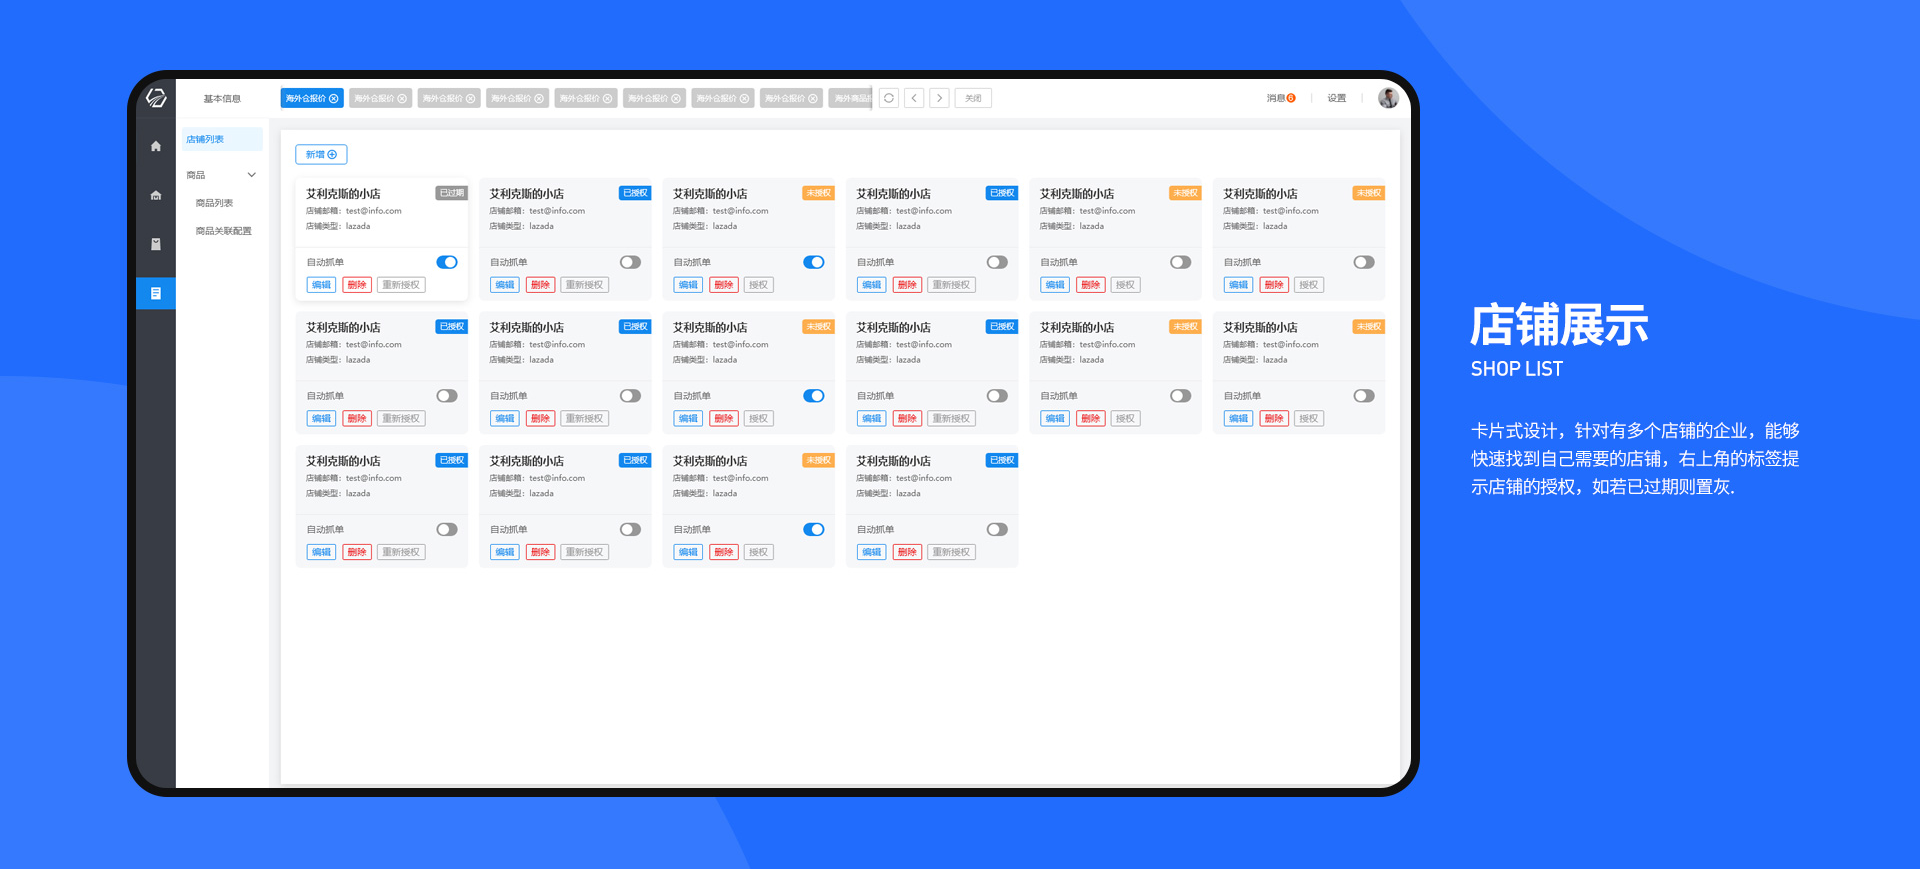 基本信息
海外仓报价 海外仓报价 海外仓报价 海外仓报价 海外仓报价 海外仓报价 海外仓报价 海外仓报价 海外商品
关闭
消息6 设置
店铺列表
商品
商品列表
商品关联配置
新增
艾利克斯的小店 已过期 艾利克斯的小店 已授权 艾利克斯的小店 未授权 艾利克斯的小店 已授权 艾利克斯的小店 未授权 艾利克斯的小店 未授权
店铺邮箱：test@info.com 店铺邮箱：test@info.com 店铺邮箱：test@info.com 店铺邮箱：test@info.com 店铺邮箱：test@info.com 店铺邮箱：test@info.com
店铺类型：lazada 店铺类型：lazada 店铺类型：lazada 店铺类型：lazada 店铺类型：lazada 店铺类型：lazada
自动抓单 自动抓单 自动抓单 自动抓单 自动抓单 自动抓单
编辑 删除 重新授权 编辑 删除 重新授权 编辑 删除 授权 编辑 删除 重新授权 编辑 删除 授权 编辑 删除 授权
艾利克斯的小店 已授权 艾利克斯的小店 已授权 艾利克斯的小店 未授权 艾利克斯的小店 已授权 艾利克斯的小店 未授权 艾利克斯的小店 未授权
店铺邮箱：test@info.com 店铺邮箱：test@info.com 店铺邮箱：test@info.com 店铺邮箱：test@info.com 店铺邮箱：test@info.com 店铺邮箱：test@info.com
店铺类型：lazada 店铺类型：lazada 店铺类型：lazada 店铺类型：lazada 店铺类型：lazada 店铺类型：lazada
自动抓单 自动抓单 自动抓单 自动抓单 自动抓单 自动抓单
编辑 删除 重新授权 编辑 删除 重新授权 编辑 删除 授权 编辑 删除 重新授权 编辑 删除 授权 编辑 删除 授权
艾利克斯的小店 已授权 艾利克斯的小店 已授权 艾利克斯的小店 未授权 艾利克斯的小店 已授权
店铺邮箱：test@info.com 店铺邮箱：test@info.com 店铺邮箱：test@info.com 店铺邮箱：test@info.com
店铺类型：lazada 店铺类型：lazada 店铺类型：lazada 店铺类型：lazada
自动抓单 自动抓单 自动抓单 自动抓单
编辑 删除 重新授权 编辑 删除 重新授权 编辑 删除 授权 编辑 删除 重新授权
店铺展示
SHOP LIST
卡片式设计，针对有多个店铺的企业，能够
快速找到自己需要的店铺，右上角的标签提
示店铺的授权，如若已过期则置灰.